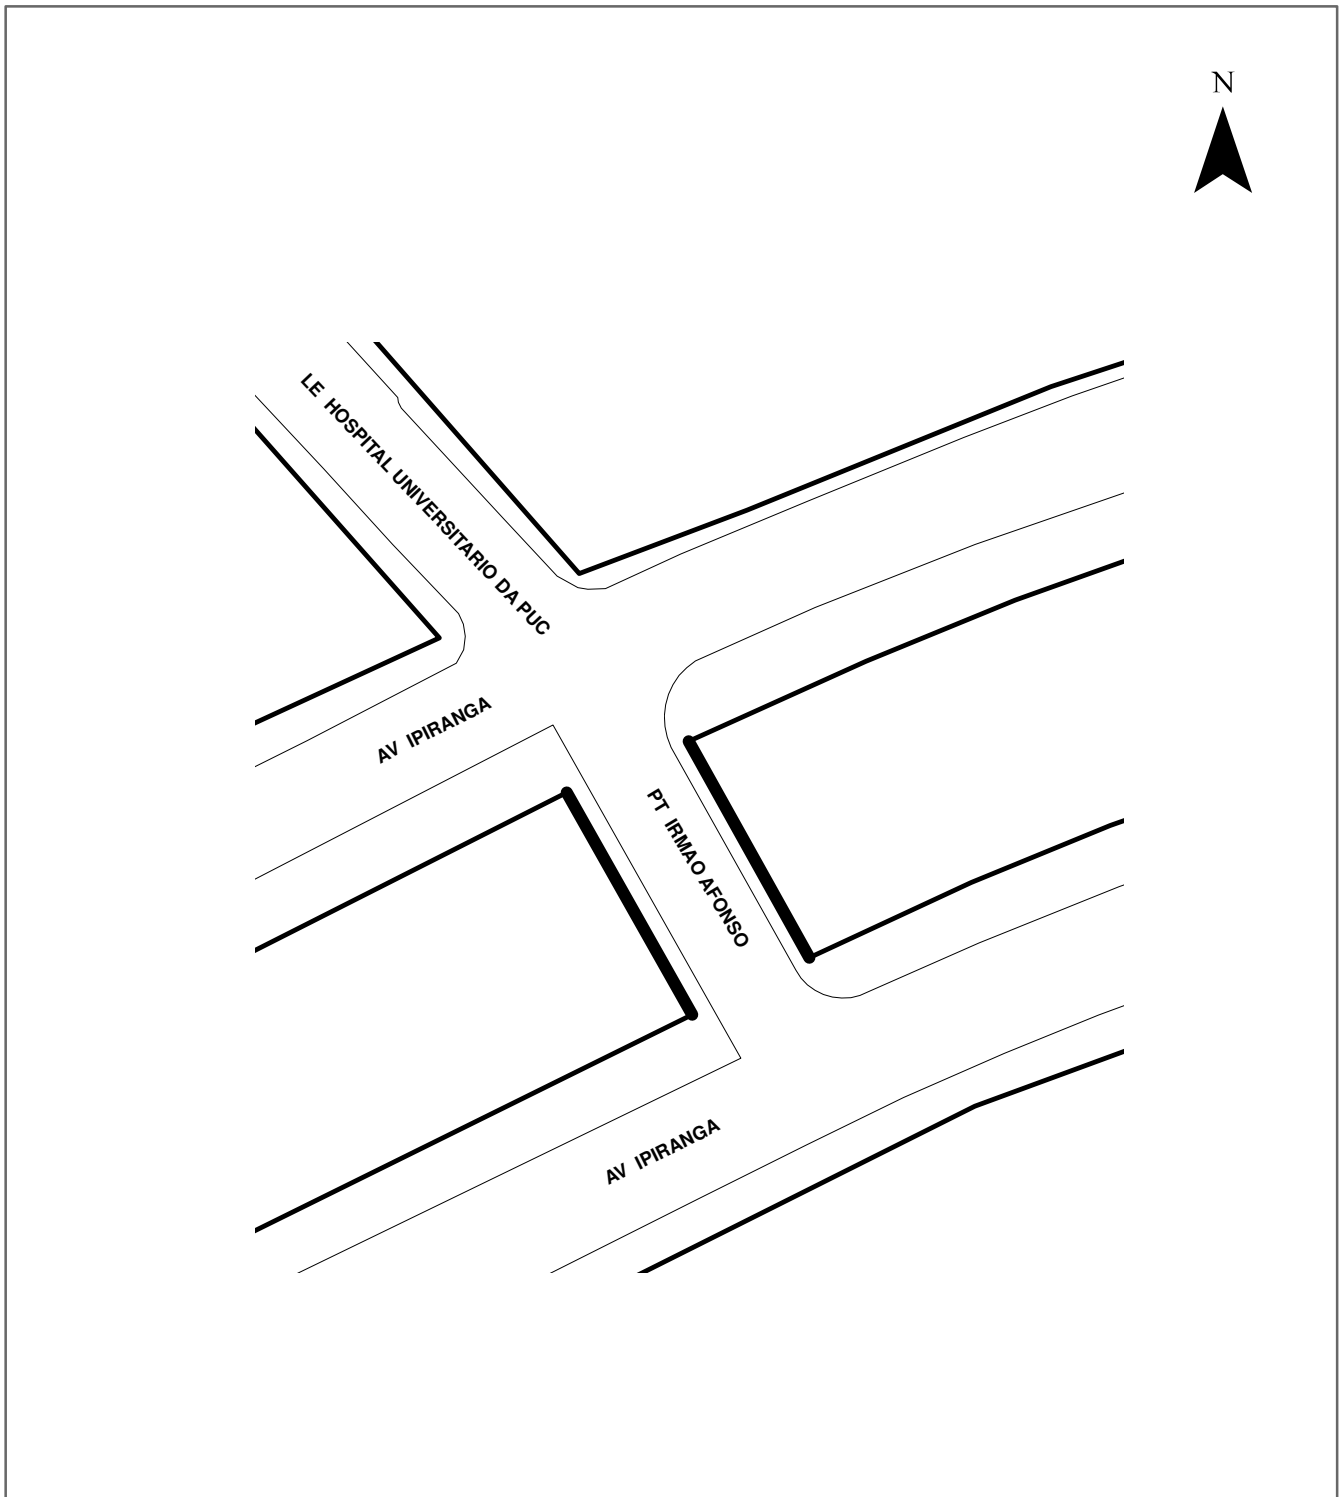 N
LE HOSPITAL UNIVERSITARIO DA PUC
AV IPIRANGA
PT IRMAO AFONSO
AV IPIRANGA